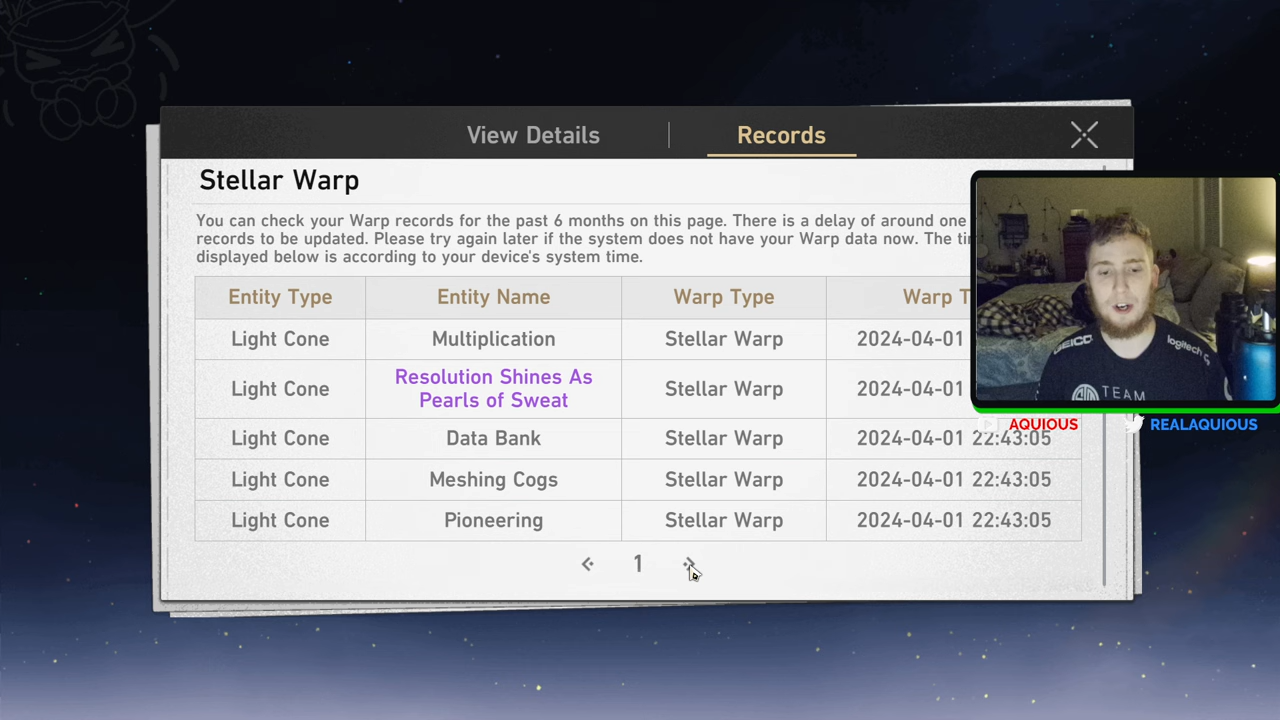 View Details
Records
Stellar Warp
You can check your Warp records for the past 6 months on this page. There is a delay of around one
records to be updated. Please try again later if the system does not have your Warp data now. The
displayed below is according to your device's system time.
Entity Type Entity Name Warp Type Warp
Light Cone Multiplication Stellar Warp 2024-04-01
Light Cone Resolution Shines As
Pearls of Sweat Stellar Warp 2024-04-01
Light Cone Data Bank Stellar Warp 2024-04-01 22:43:05
Light Cone Meshing Cogs Stellar Warp 2024-04-01 22:43:05
Light Cone Pioneering Stellar Warp 2024-04-01 22:43:05
1
GEICO
logitech
TSM TEAM
AQUIOUS
REALAQUIOUS